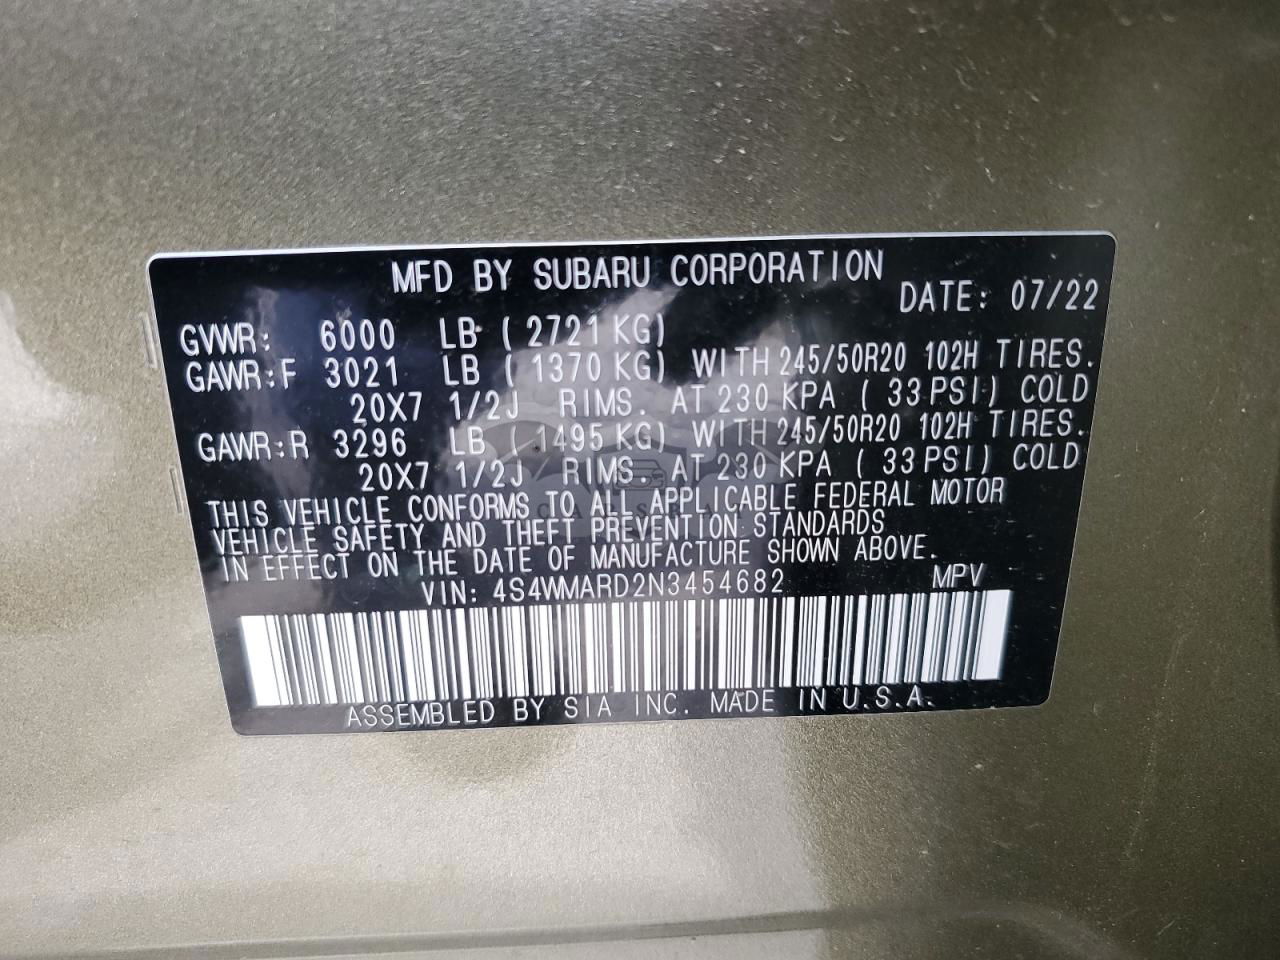 MFD BY SUBARU CORPORATION
DATE: 07/22
GVWR: 6000 LB (2721KG)
GAWR:F 3021 LB (1370 KG) WITH 245/50R20 102H TIRES.
20X7 1/2J RIMS. AT 230 KPA (33 PSI) COLD
GAWR:R 3296 LB (1495 KG) WITH 245/50R20 102H TIRES.
20X7 1/2J RIMS. AT 230 KPA (33 PSI) COLD
THIS VEHICLE CONFORMS TO ALL APPLICABLE FEDERAL MOTOR
VEHICLE SAFETY AND THEFT PREVENTION STANDARDS
IN EFFECT ON THE DATE OF MANUFACTURE SHOWN ABOVE.
VIN: 4S4WMARD2N3454682 MPV
ASSEMBLED BY SIA INC. MADE IN U.S.A.